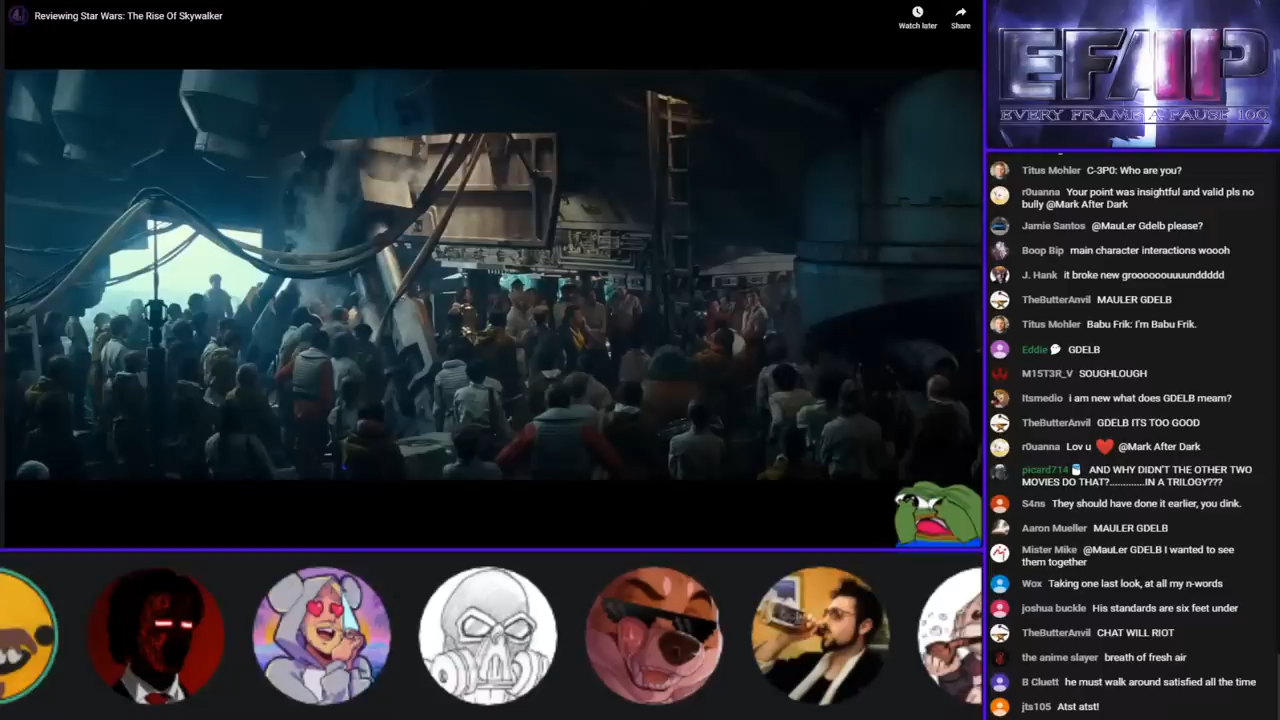 Reviewing Star Wars: The Rise Of Skywalker
Watch later
Share
EFAP
EVERY FRAME A PAUSE 100
Titus Mohler C-3P0: Who are you?
r0uanna Your point was insightful and valid pls no
bully @Mark After Dark
Jamie Santos @MauLer Gdelb please?
Boop Bip main character interactions woooh
J. Hank it broke new grooooouuuundddd
TheButterAnvil MAULER GDELB
Titus Mohler Babu Frik: I'm Babu Frik.
Eddie GDELB
M15T3R_V SOUGHLOUGH
Itsmedio i am new what does GDELB meam?
TheButterAnvil GDELB ITS TOO GOOD
r0uanna Lov u ❤ @Mark After Dark
picard714 AND WHY DIDN'T THE OTHER TWO
MOVIES DO THAT?.............IN A TRILOGY???
S4ns They should have done it earlier, you dink.
Aaron Mueller MAULER GDELB
Mister Mike @MauLer GDELB I wanted to see
them together
Wox Taking one last look, at all my n-words
joshua buckle His standards are six feet under
TheButterAnvil CHAT WILL RIOT
the anime slayer breath of fresh air
B Cluett he must walk around satisfied all the time
jts105 Atst atst!